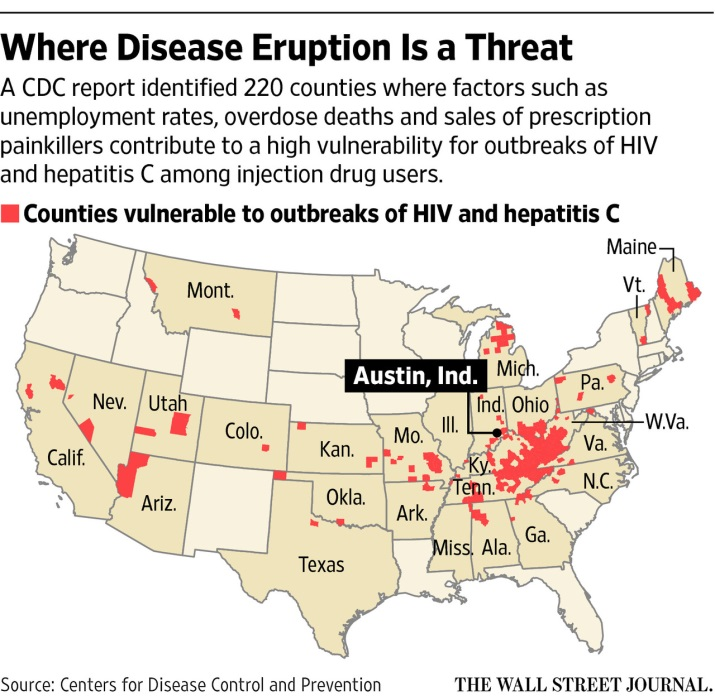 Where Disease Eruption Is a Threat
A CDC report identified 220 counties where factors such as
unemployment rates, overdose deaths and sales of prescription
painkillers contribute to a high vulnerability for outbreaks of HIV
and hepatitis C among injection drug users.
Counties vulnerable to outbreaks of HIV and hepatitis C
Maine
Vt.
Mont.
Mich.
Austin, Ind.
Pa.
Nev.
Utah
Ind.
Ohio
W.Va.
Colo.
Ill.
Calif.
Kan.
Mo.
Va.
Ky.
Ariz.
Okla.
Tenn.
N.C.
Ark.
Texas
Miss.
Ala.
Ga.
Source: Centers for Disease Control and Prevention
THE WALL STREET JOURNAL.